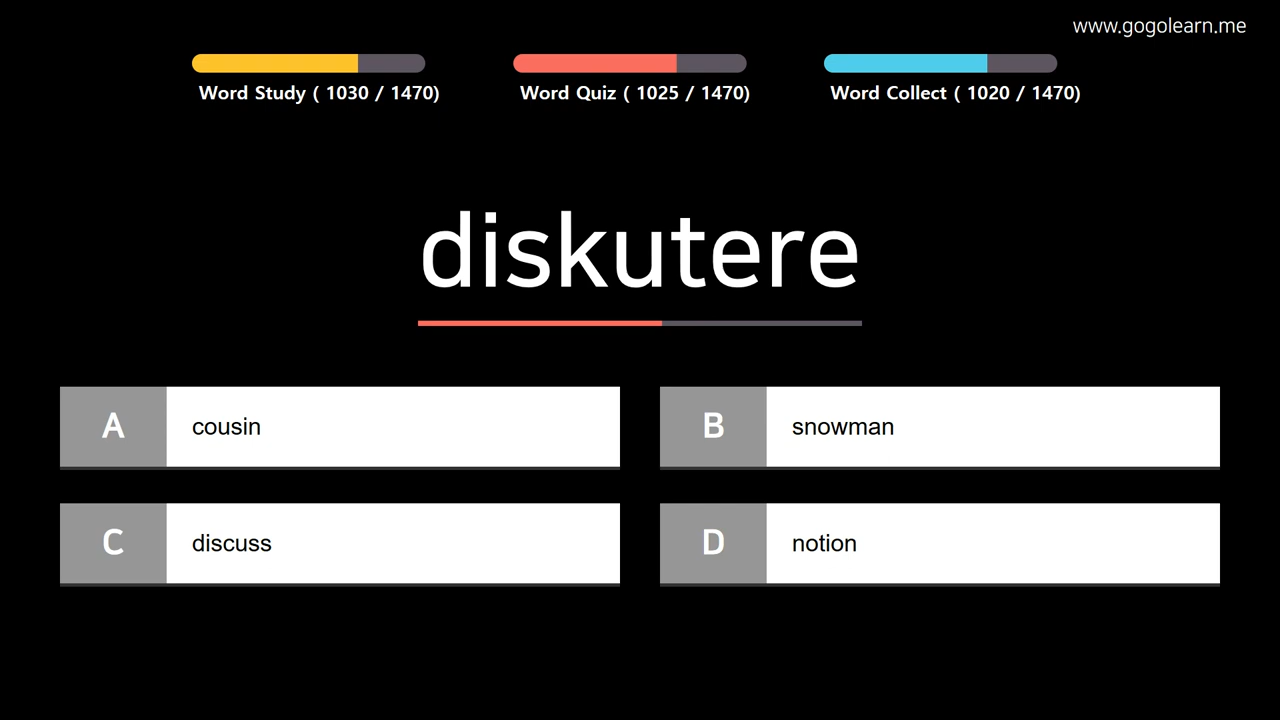 www.gogolearn.me
Word Study ( 1030 / 1470)
Word Quiz ( 1025 / 1470)
Word Collect ( 1020 / 1470)
diskutere
A cousin
B snowman
C discuss
D notion